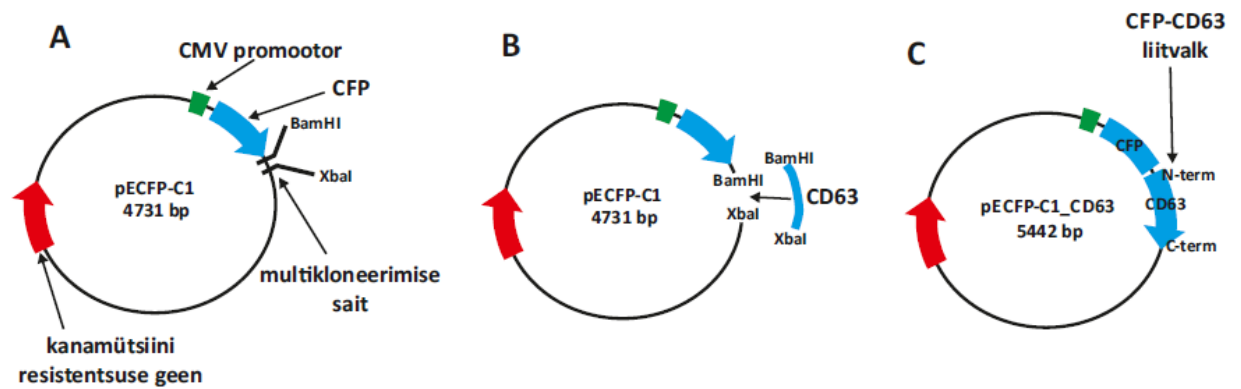 A
CMV promootor
CFP
BamHI
XbaI
pECFP-C1
4731 bp
multikloneerimise
sait
kanamütsiini
resistentsuse geen
B
BamHI
BamHI
CD63
XbaI
XbaI
pECFP-C1
4731 bp
C
CFP-CD63
liitvalk
CFP
N-term
CD63
C-term
pECFP-C1_CD63
5442 bp